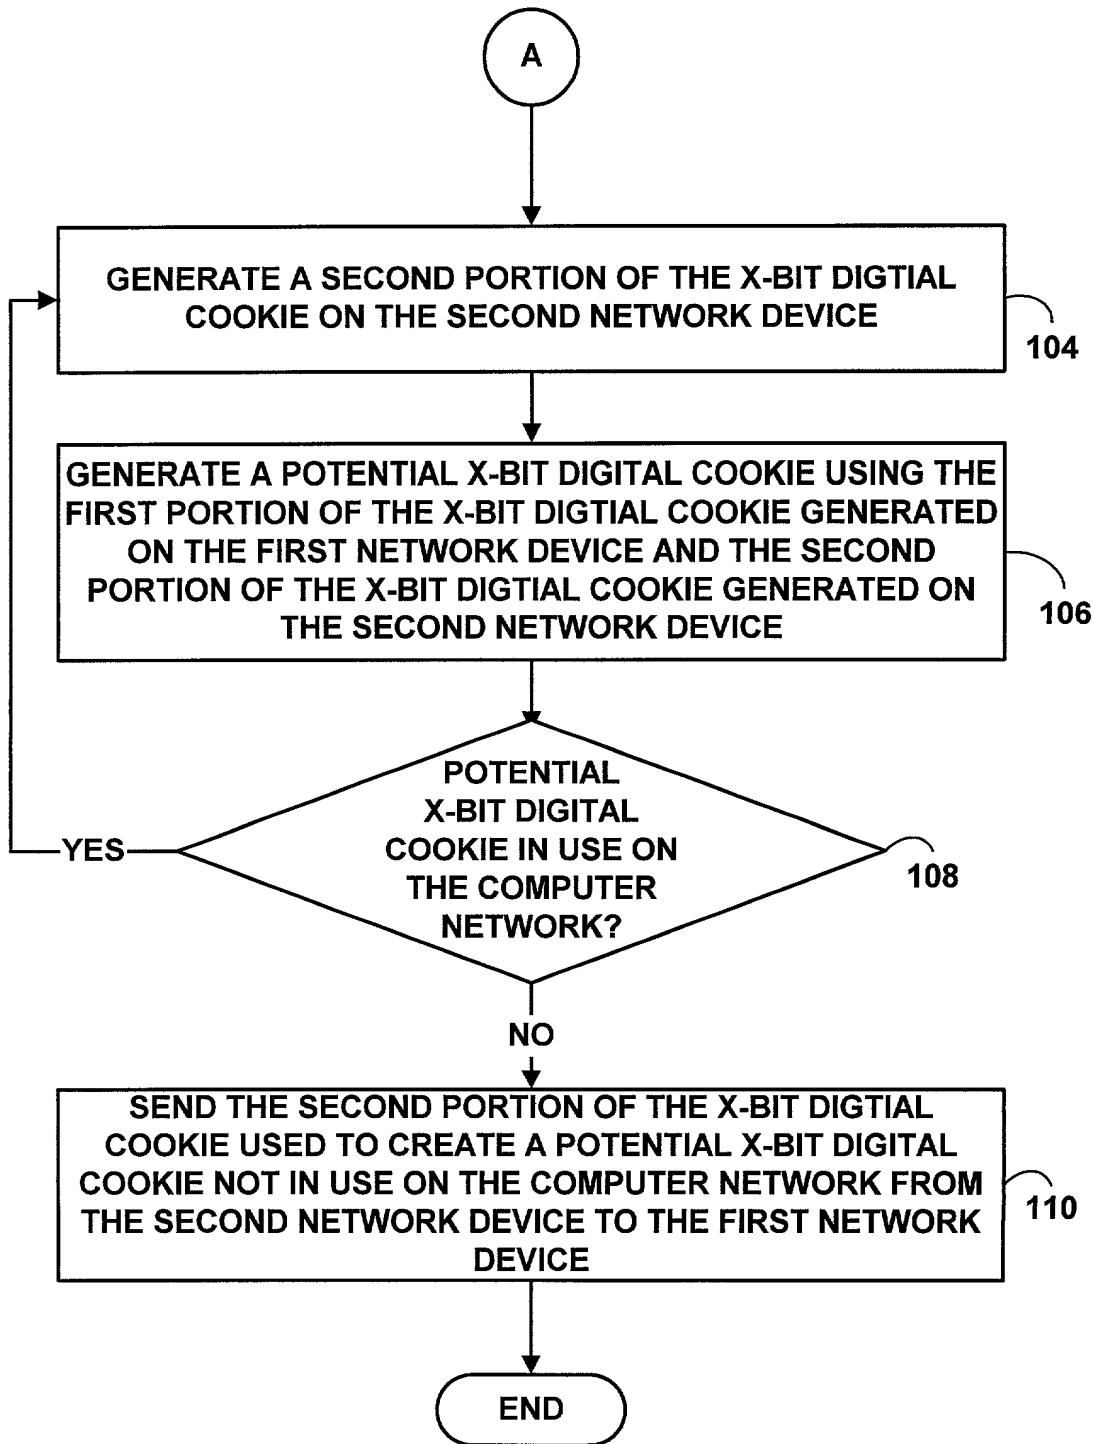 A
GENERATE A SECOND PORTION OF THE X-BIT DIGTIAL
COOKIE ON THE SECOND NETWORK DEVICE
104
GENERATE A POTENTIAL X-BIT DIGITAL COOKIE USING THE
FIRST PORTION OF THE X-BIT DIGTIAL COOKIE GENERATED
ON THE FIRST NETWORK DEVICE AND THE SECOND
PORTION OF THE X-BIT DIGTIAL COOKIE GENERATED ON
THE SECOND NETWORK DEVICE
106
POTENTIAL
X-BIT DIGITAL
COOKIE IN USE ON
THE COMPUTER
NETWORK?
YES
108
NO
SEND THE SECOND PORTION OF THE X-BIT DIGTIAL
COOKIE USED TO CREATE A POTENTIAL X-BIT DIGITAL
COOKIE NOT IN USE ON THE COMPUTER NETWORK FROM
THE SECOND NETWORK DEVICE TO THE FIRST NETWORK
DEVICE
110
END